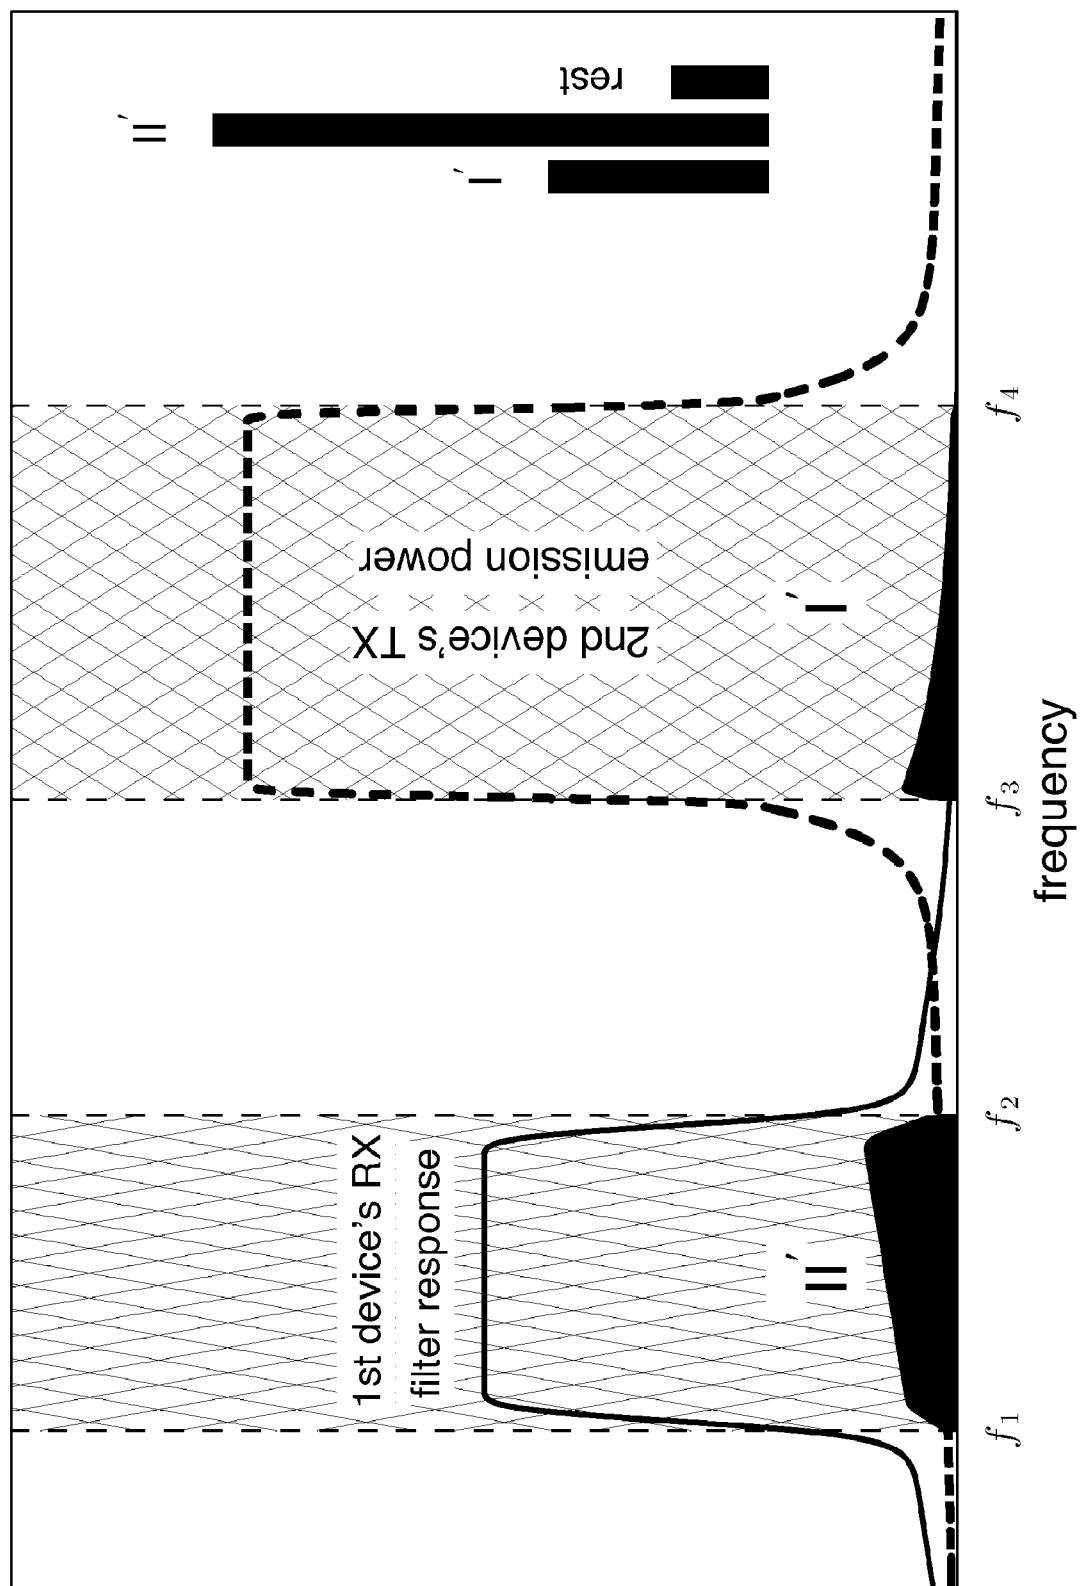 1st device's RX
filter response
II'
2nd device's TX
emission power
I'
I'
II'
rest
f1
f2
f3
f4
frequency